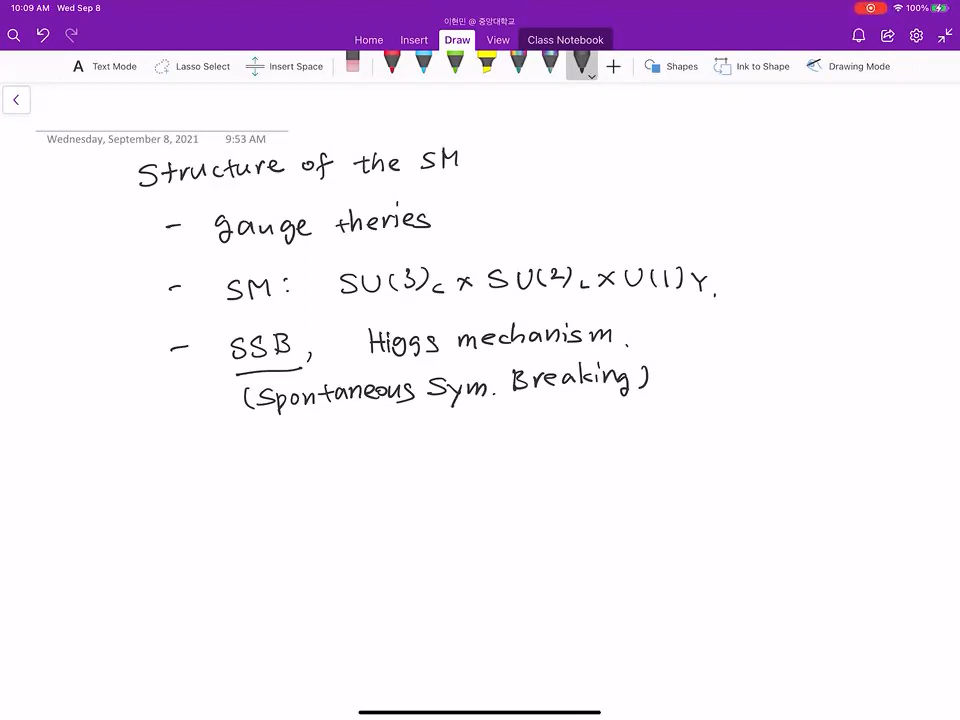 10:09 AM Wed Sep 8 100%
이현민 @ 중앙대학교
Home Insert Draw View Class Notebook
A Text Mode Lasso Select Insert Space Shapes Ink to Shape Drawing Mode
Wednesday, September 8, 2021 9:53 AM
Structure of the SM
- gauge theries
- SM: SU(3)c × SU(2)L × U(1)Y.
- SSB, Higgs mechanism.
(Spontaneous Sym. Breaking)